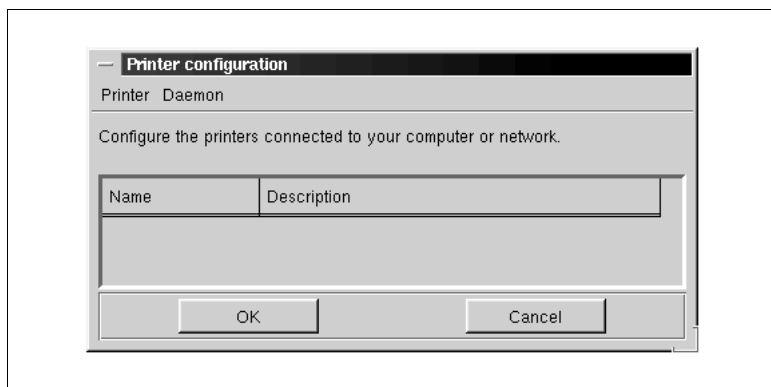 Printer configuration
Printer Daemon
Configure the printers connected to your computer or network.
Name Description
OK Cancel